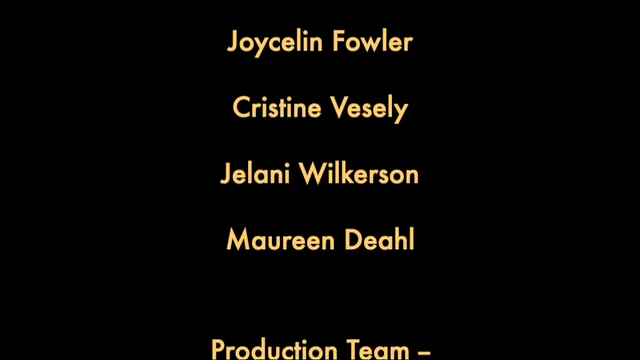 Joycelin Fowler
Cristine Vesely
Jelani Wilkerson
Maureen Deahl
Production Team –